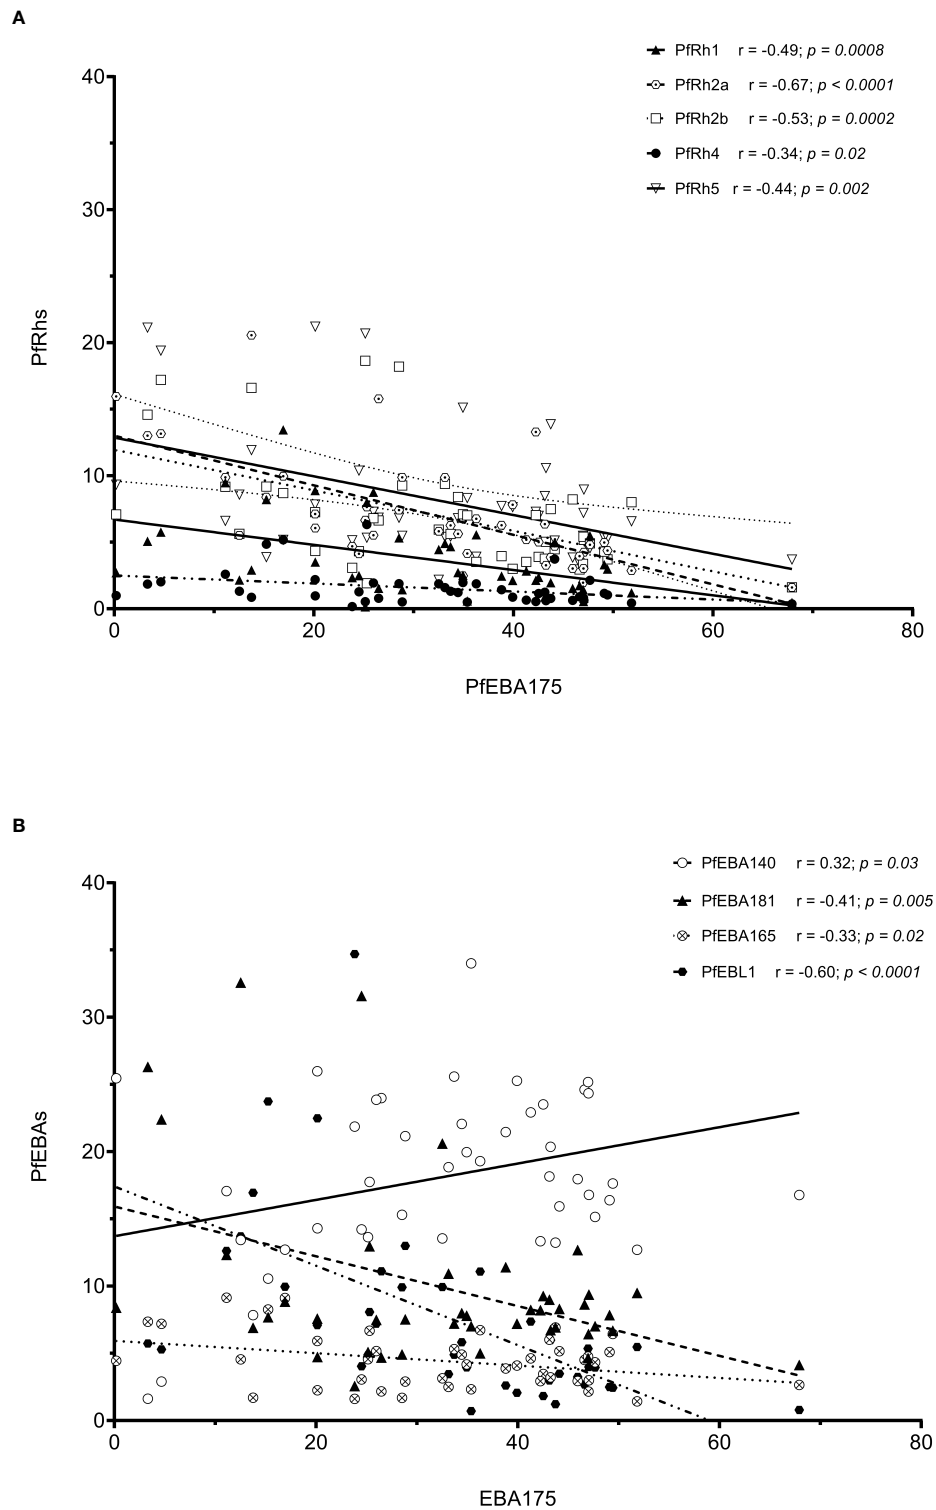 A
PfRh1 r = -0.49; p = 0.0008
PfRh2a r = -0.67; p < 0.0001
PfRh2b r = -0.53; p = 0.0002
PfRh4 r = -0.34; p = 0.02
PfRh5 r = -0.44; p = 0.002
40
30
20
10
0
PfRhs
0 20 40 60 80
PfEBA175
B
PfEBA140 r = 0.32; p = 0.03
PfEBA181 r = -0.41; p = 0.005
PfEBA165 r = -0.33; p = 0.02
PfEBL1 r = -0.60; p < 0.0001
40
30
20
10
0
PfEBAs
0 20 40 60 80
EBA175